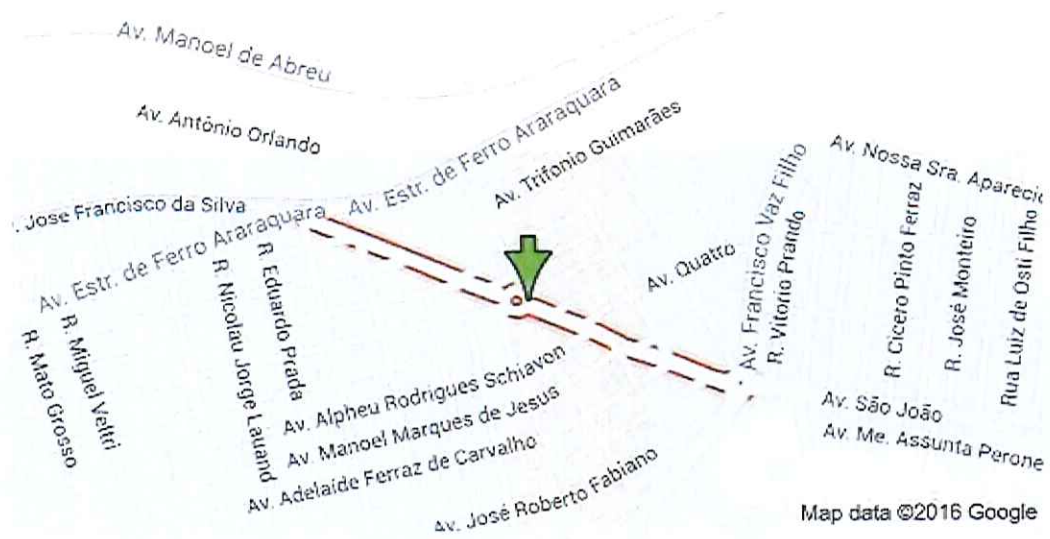 Av. Manoel de Abreu
Av. Antônio Orlando
Av. Estr. de Ferro Araraquara
Av. Trifonio Guimarães
Av. Nossa Sra. Aparecid
. Jose Francisco da Silva
Av. Estr. de Ferro Araraquara
Av. Quatro
Av. Francisco Vaz Filho
R. Vitorio Prando
R. Cícero Pinto Ferraz
R. José Monteiro
Rua Luiz de Osti Filho
R. Mato Grosso
R. Miguel Veltri
R. Nicolau Jorge Lauand
R. Eduardo Prada
Av. Alpheu Rodrigues Schiavon
Av. Manoel Marques de Jesus
Av. Adelaide Ferraz de Carvalho
Av. José Roberto Fabiano
Av. São João
Av. Me. Assunta Perone
Map data ©2016 Google